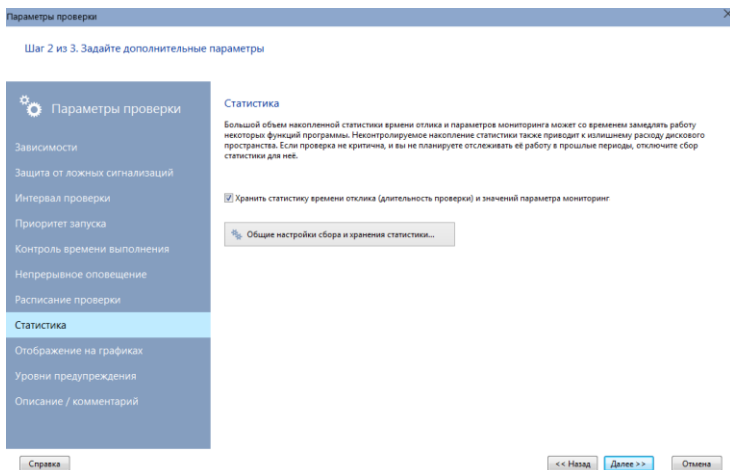 Параметры проверки
Шаг 2 из 3. Задайте дополнительные параметры
Параметры проверки
Зависимости
Защита от ложных сигнализаций
Интервал проверки
Приоритет запуска
Контроль времени выполнения
Непрерывное оповещение
Расписание проверки
Статистика
Отображение на графиках
Уровни предупреждения
Описание / комментарий
Статистика
Большой объем накопленной статистики врмени отлика и параметров мониторинга может со временем замедлять работу
некоторых функций программы. Неконтролируемое накопление статистики также приводит к излишнему расходу дискового
пространства. Если проверка не критична, и вы не планируете отслеживать её работу в прошлые периоды, отключите сбор
статистики для неё.
Хранить статистику времени отклика (длительность проверки) и значений параметра мониторинг
Общие настройки сбора и хранения статистики...
Справка
<< Назад
Далее >>
Отмена